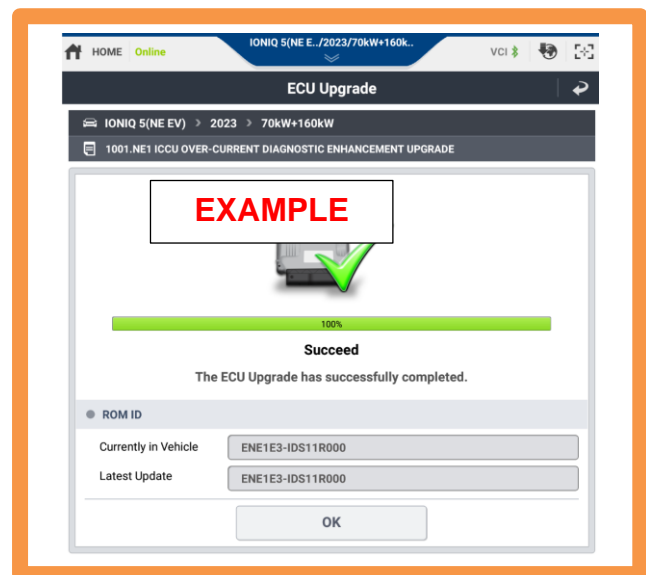 HOME Online
IONIQ 5(NE E../2023/70kW+160k..
VCI
ECU Upgrade
IONIQ 5(NE EV) > 2023 > 70kW+160kW
1001.NE1 ICCU OVER-CURRENT DIAGNOSTIC ENHANCEMENT UPGRADE
EXAMPLE
100%
Succeed
The ECU Upgrade has successfully completed.
ROM ID
Currently in Vehicle ENE1E3-IDS11R000
Latest Update ENE1E3-IDS11R000
OK